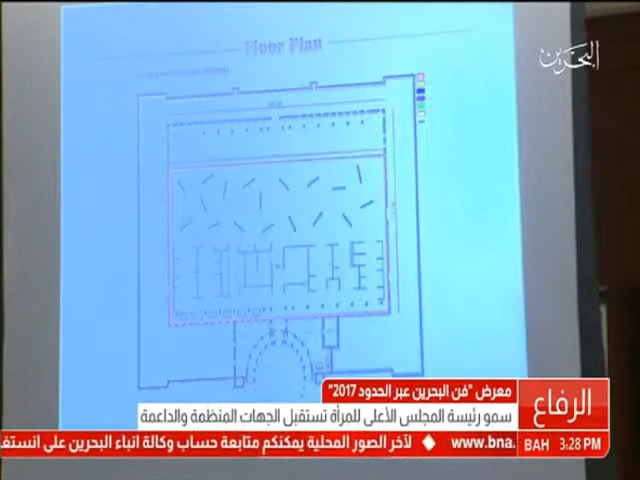 البحرين
Floor Plan
معرض "فن البحرين عبر الحدود 2017"
سمو رئيسة المجلس الأعلى للمرأة تستقبل الجهات المنظمة والداعمة
الرفاع
BAH 3:28 PM
www.bna. ♦ لآخر الصور المحلية يمكنكم متابعة حساب وكالة انباء البحرين على انستغ